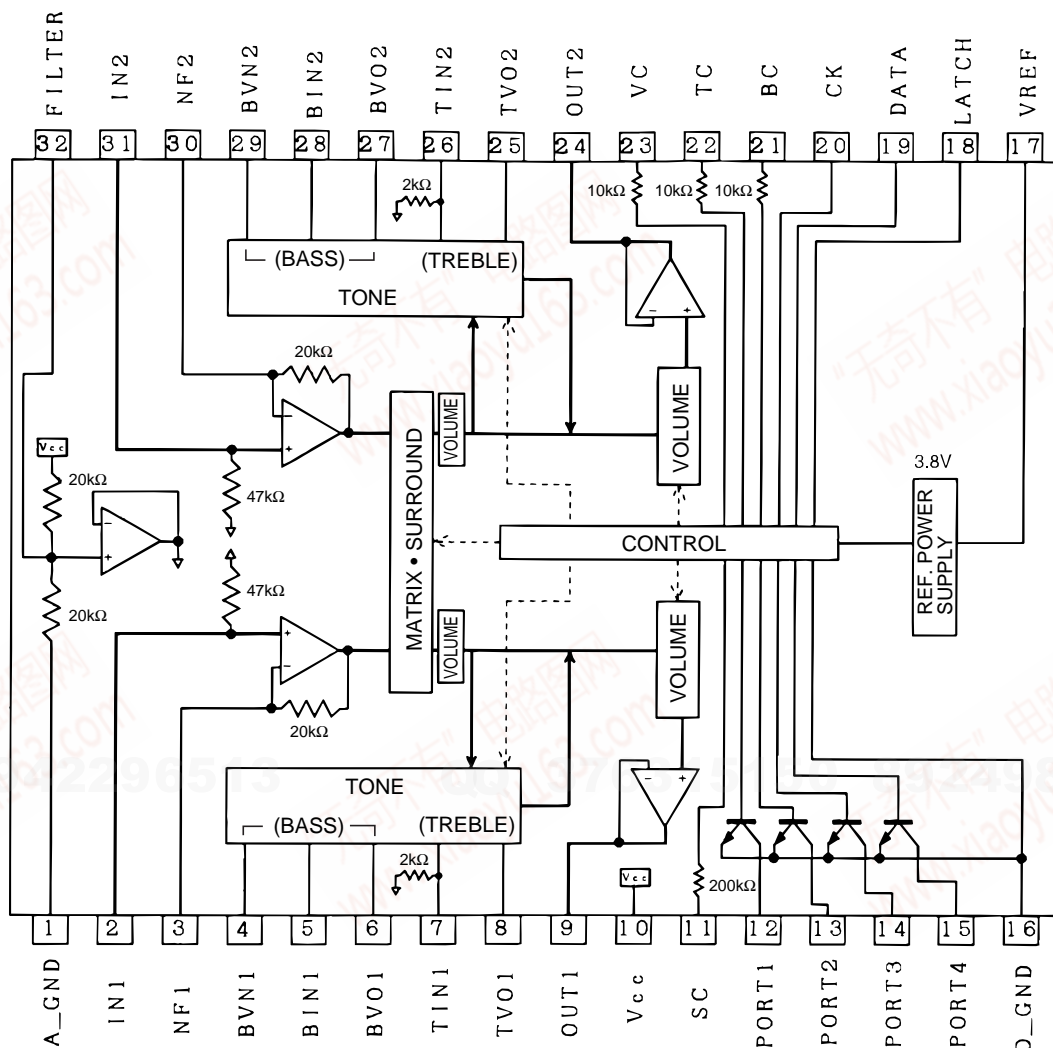 FILTER
IN2
NF2
BVN2
BIN2
BVO2
TIN2
TVO2
OUT2
VC
TC
BC
CK
DATA
LATCH
VREF
32 31 30 29 28 27 26 25 24 23 22 21 20 19 18 17
2kΩ
10kΩ 10kΩ 10kΩ
(BASS) (TREBLE)
TONE
20kΩ
VOLUME
VOLUME
MATRIX • SURROUND
Vcc
20kΩ
47kΩ
3.8V
CONTROL
REF. POWER
SUPPLY
47kΩ
20kΩ
VOLUME
VOLUME
20kΩ
TONE
(BASS) (TREBLE)
2kΩ
Vcc
200kΩ
1 2 3 4 5 6 7 8 9 10 11 12 13 14 15 16
A_GND
IN1
NF1
BVN1
BIN1
BVO1
TIN1
TVO1
OUT1
Vcc
SC
PORT1
PORT2
PORT3
PORT4
D_GND